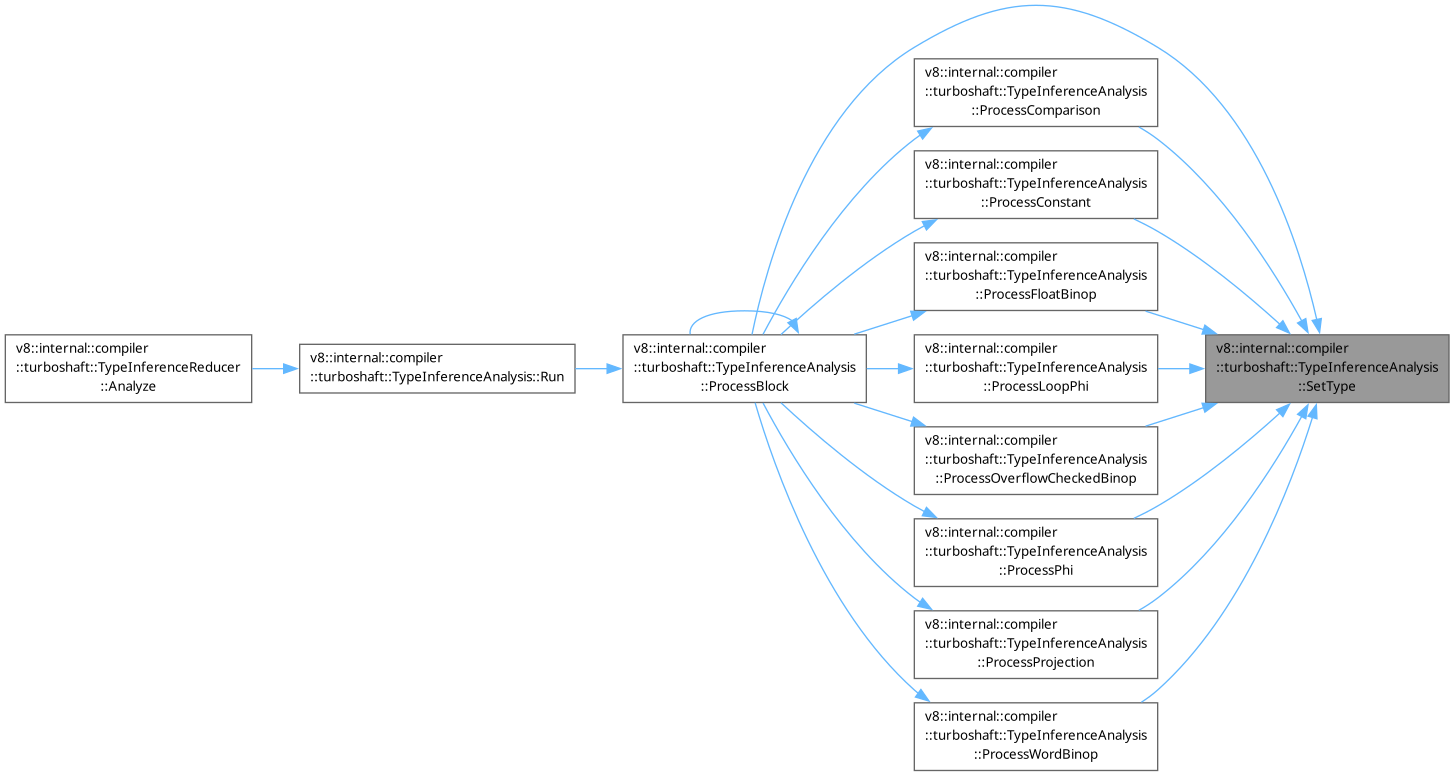 v8::internal::compiler
::turboshaft::TypeInferenceReducer
::Analyze
v8::internal::compiler
::turboshaft::TypeInferenceAnalysis::Run
v8::internal::compiler
::turboshaft::TypeInferenceAnalysis
::ProcessBlock
v8::internal::compiler
::turboshaft::TypeInferenceAnalysis
::ProcessComparison
v8::internal::compiler
::turboshaft::TypeInferenceAnalysis
::ProcessConstant
v8::internal::compiler
::turboshaft::TypeInferenceAnalysis
::ProcessFloatBinop
v8::internal::compiler
::turboshaft::TypeInferenceAnalysis
::ProcessLoopPhi
v8::internal::compiler
::turboshaft::TypeInferenceAnalysis
::ProcessOverflowCheckedBinop
v8::internal::compiler
::turboshaft::TypeInferenceAnalysis
::ProcessPhi
v8::internal::compiler
::turboshaft::TypeInferenceAnalysis
::ProcessProjection
v8::internal::compiler
::turboshaft::TypeInferenceAnalysis
::ProcessWordBinop
v8::internal::compiler
::turboshaft::TypeInferenceAnalysis
::SetType